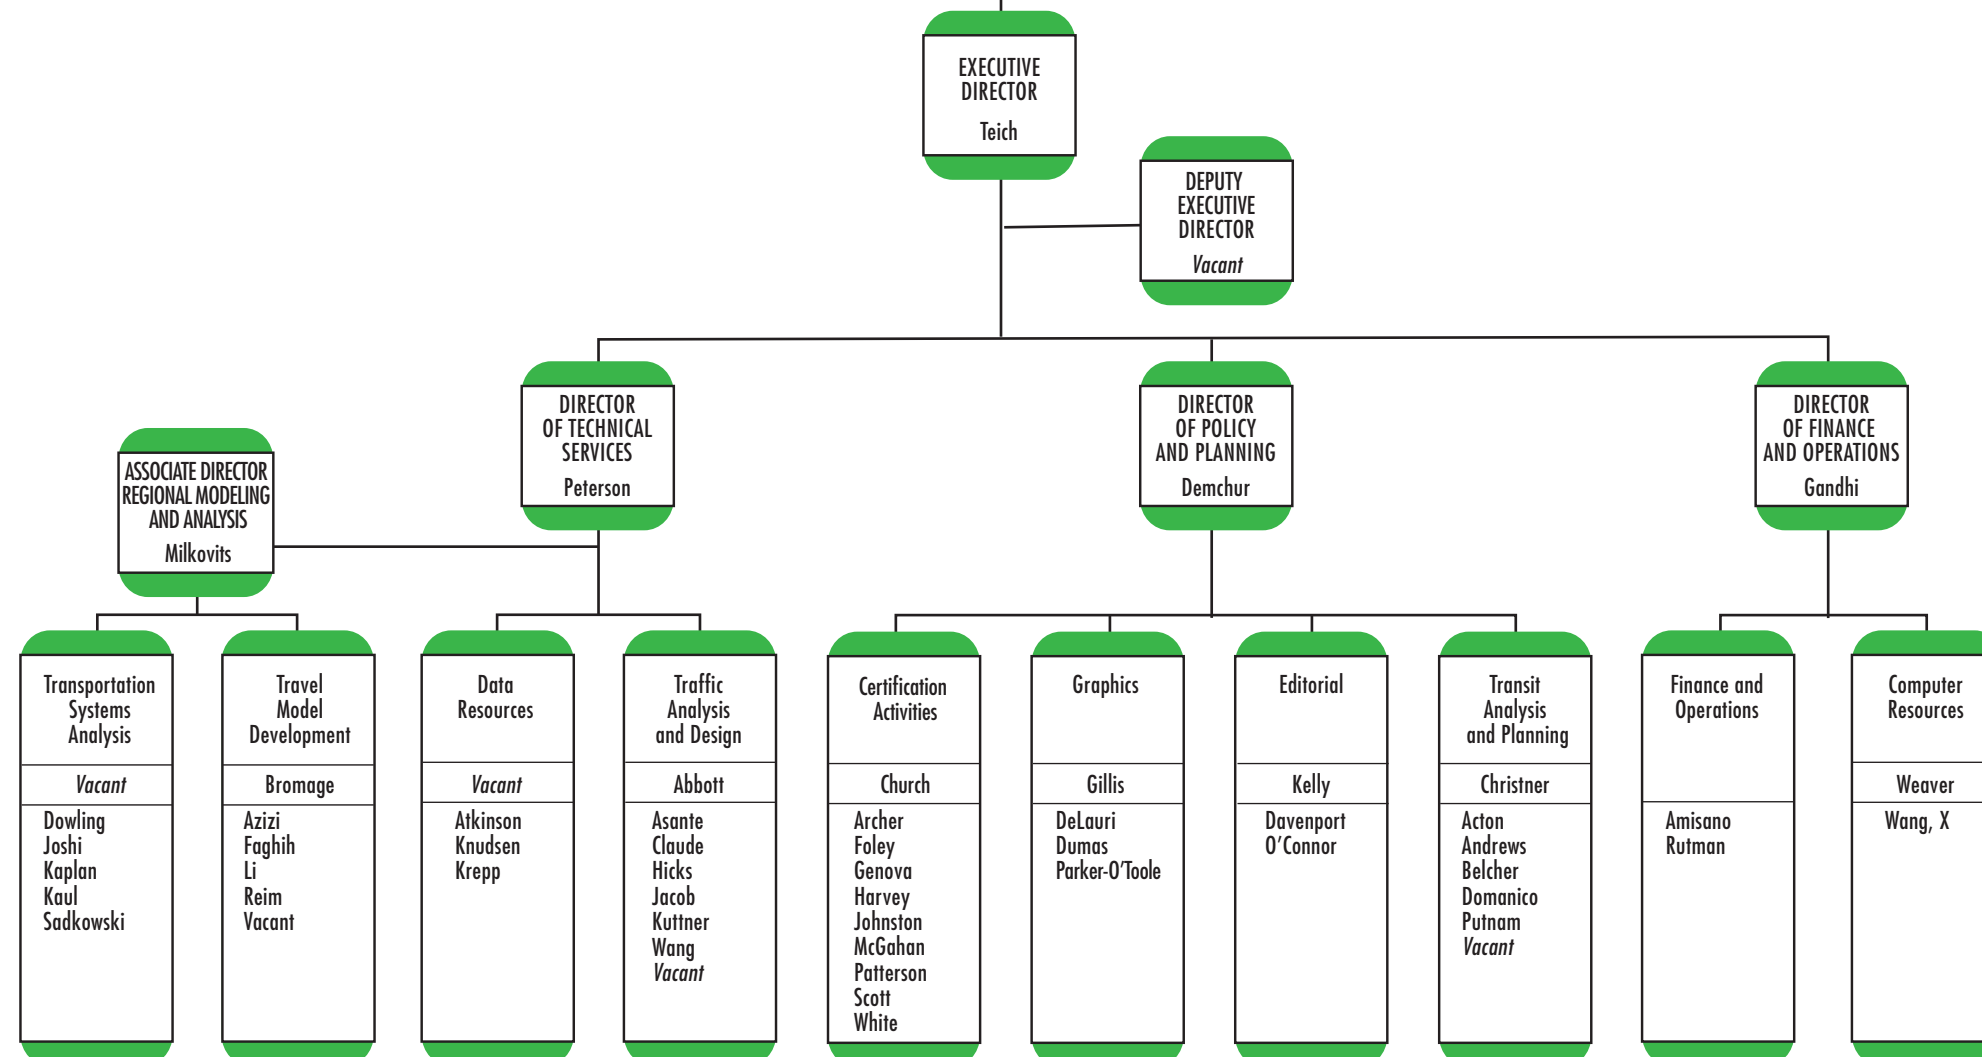 EXECUTIVE
DIRECTOR
Teich
DEPUTY
EXECUTIVE
DIRECTOR
Vacant
DIRECTOR
OF TECHNICAL
SERVICES
Peterson
DIRECTOR
OF POLICY
AND PLANNING
Demchur
DIRECTOR
OF FINANCE
AND OPERATIONS
Gandhi
ASSOCIATE DIRECTOR
REGIONAL MODELING
AND ANALYSIS
Milkovits
Transportation
Systems
Analysis
Vacant
Dowling
Joshi
Kaplan
Kaul
Sadkowski
Travel
Model
Development
Bromage
Azizi
Faghih
Li
Reim
Vacant
Data
Resources
Vacant
Atkinson
Knudsen
Krepp
Traffic
Analysis
and Design
Abbott
Asante
Claude
Hicks
Jacob
Kuttner
Wang
Vacant
Certification
Activities
Church
Archer
Foley
Genova
Harvey
Johnston
McGahan
Patterson
Scott
White
Graphics
Gillis
DeLauri
Dumas
Parker-O'Toole
Editorial
Kelly
Davenport
O'Connor
Transit
Analysis
and Planning
Christner
Acton
Andrews
Belcher
Domanico
Putnam
Vacant
Finance and
Operations
Amisano
Rutman
Computer
Resources
Weaver
Wang, X